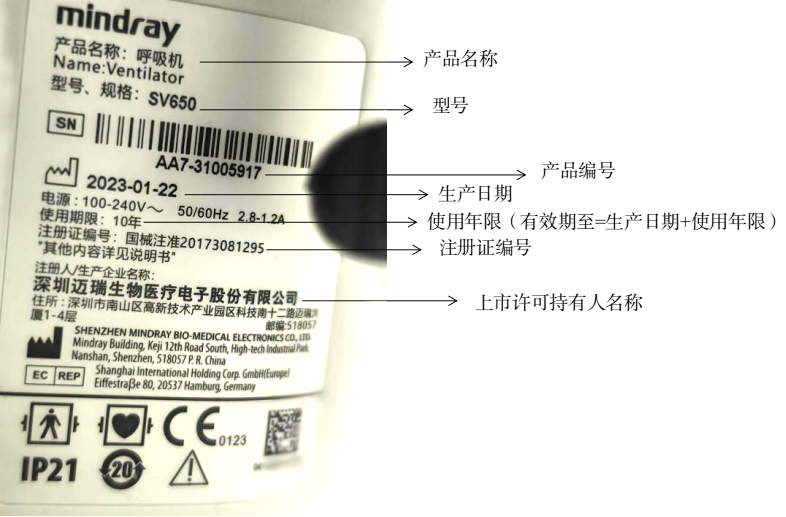 mindray
产品名称：呼吸机
Name:Ventilator
型号、规格：SV650
SN
AA7-31005917
2023-01-22
电源：100-240V～ 50/60Hz 2.8-1.2A
使用期限：10年
注册证编号：国械注准20173081295
"其他内容详见说明书"
注册人/生产企业名称：
深圳迈瑞生物医疗电子股份有限公司
住所：深圳市南山区高新技术产业园区科技南十二路迈瑞大
厦1-4层
邮编:518057
SHENZHEN MINDRAY BIO-MEDICAL ELECTRONICS CO., LTD.
Mindray Building, Keji 12th Road South, High-tech Industrial Park,
Nanshan, Shenzhen, 518057 P. R. China
EC REP
Shanghai International Holding Corp. GmbH(Europe)
Eiffestraβe 80, 20537 Hamburg, Germany
CE 0123
IP21
20
产品名称
型号
产品编号
生产日期
使用年限（有效期至=生产日期+使用年限）
注册证编号
上市许可持有人名称